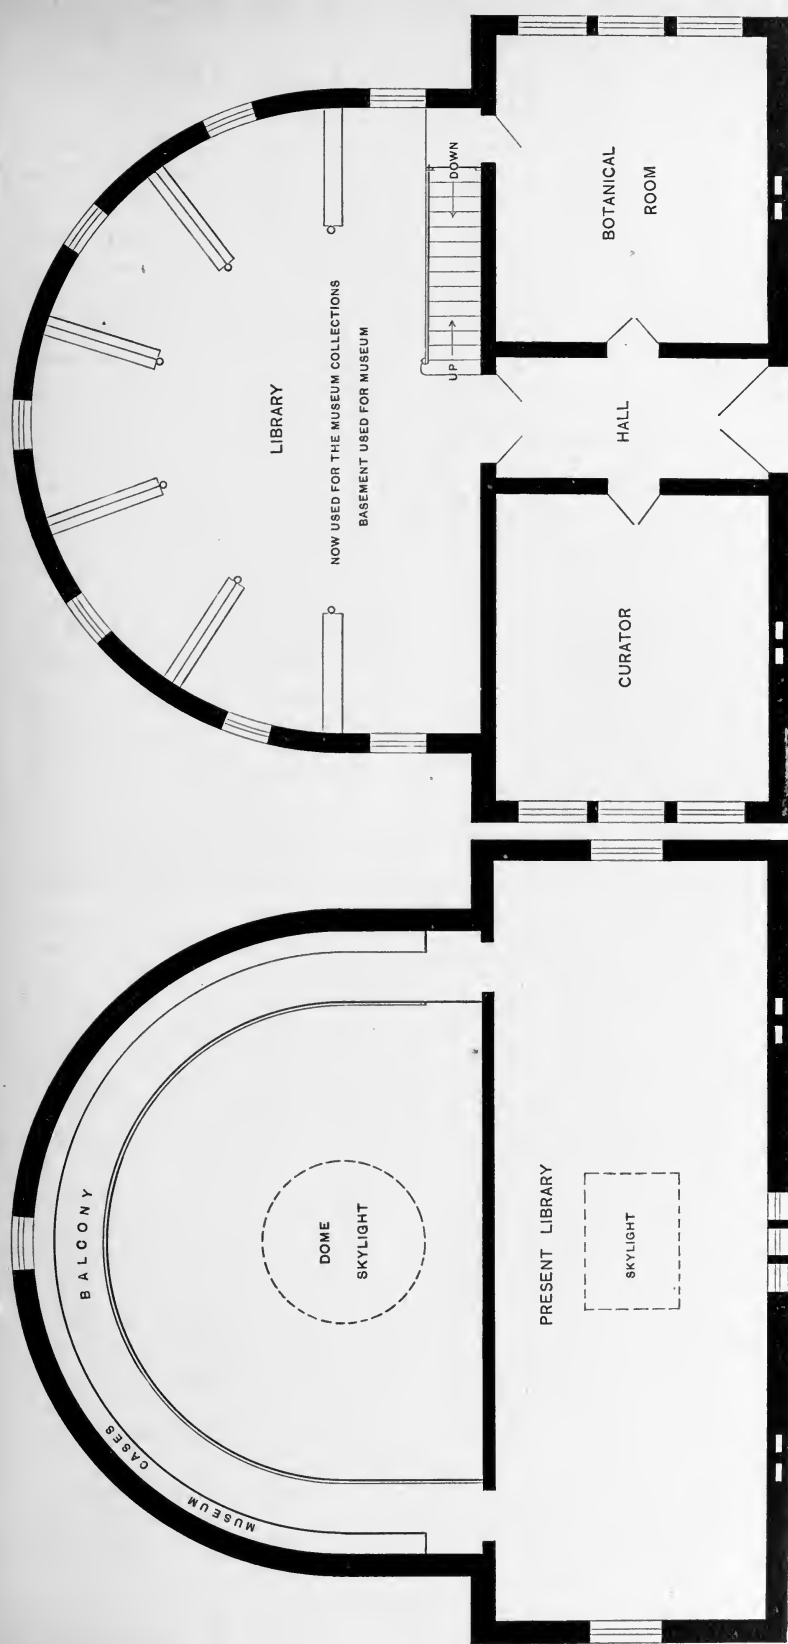 LIBRARY
NOW USED FOR THE MUSEUM COLLECTIONS
BASEMENT USED FOR MUSEUM
UP
DOWN
CURATOR
HALL
BOTANICAL
ROOM
BALCONY
MUSEUM CASES
DOME
SKYLIGHT
PRESENT LIBRARY
SKYLIGHT